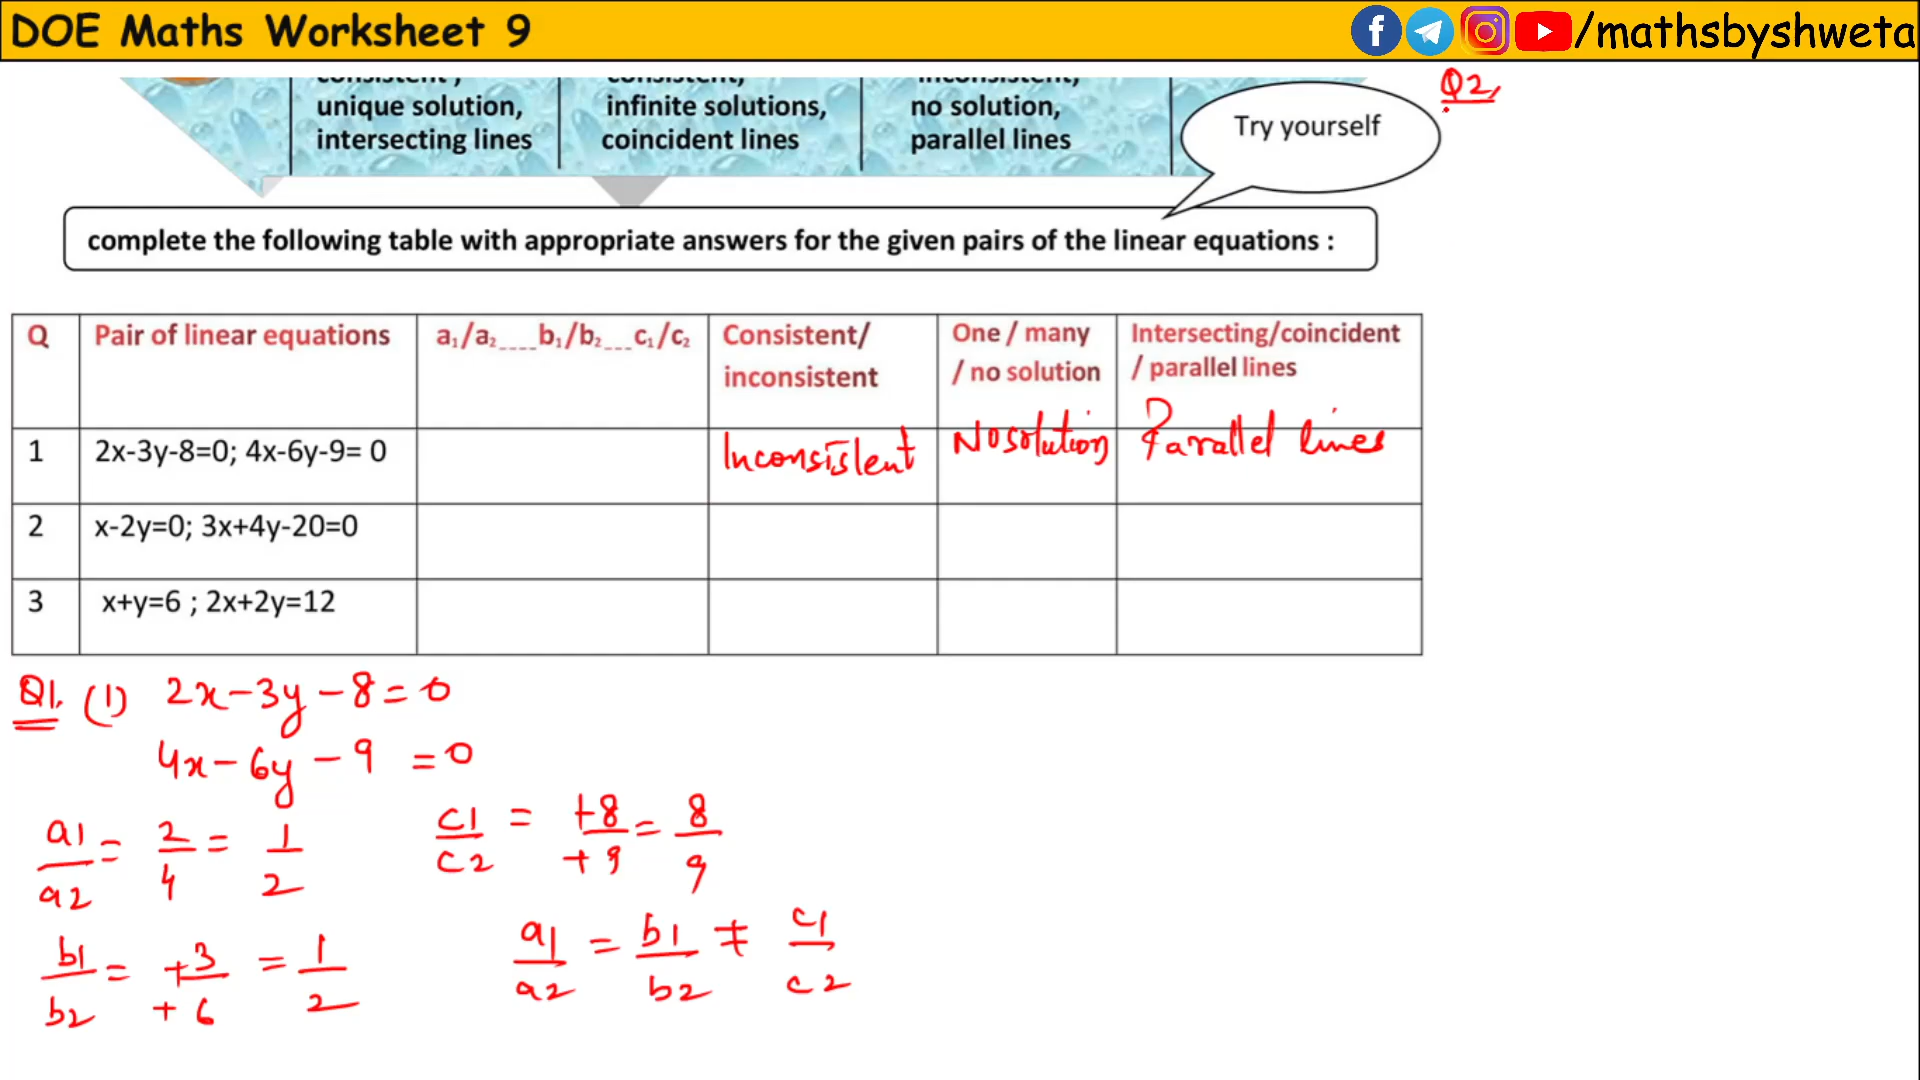 DOE Maths Worksheet 9
/mathsbyshweta
consistent, consistent, inconsistent,
unique solution, infinite solutions, no solution,
intersecting lines coincident lines parallel lines
Try yourself
Q2,
complete the following table with appropriate answers for the given pairs of the linear equations :
Q Pair of linear equations a₁/a₂____b₁/b₂___c₁/c₂ Consistent/ inconsistent One / many / no solution Intersecting/coincident / parallel lines
1 2x-3y-8=0; 4x-6y-9= 0 Inconsistent No solution Parallel lines
2 x-2y=0; 3x+4y-20=0
3 x+y=6 ; 2x+2y=12
Q1. (1) 2x-3y-8=0
4x-6y-9 =0
a1/a2 = 2/4 = 1/2
c1/c2 = +8/+9 = 8/9
b1/b2 = +3/+6 = 1/2
a1/a2 = b1/b2 ≠ c1/c2